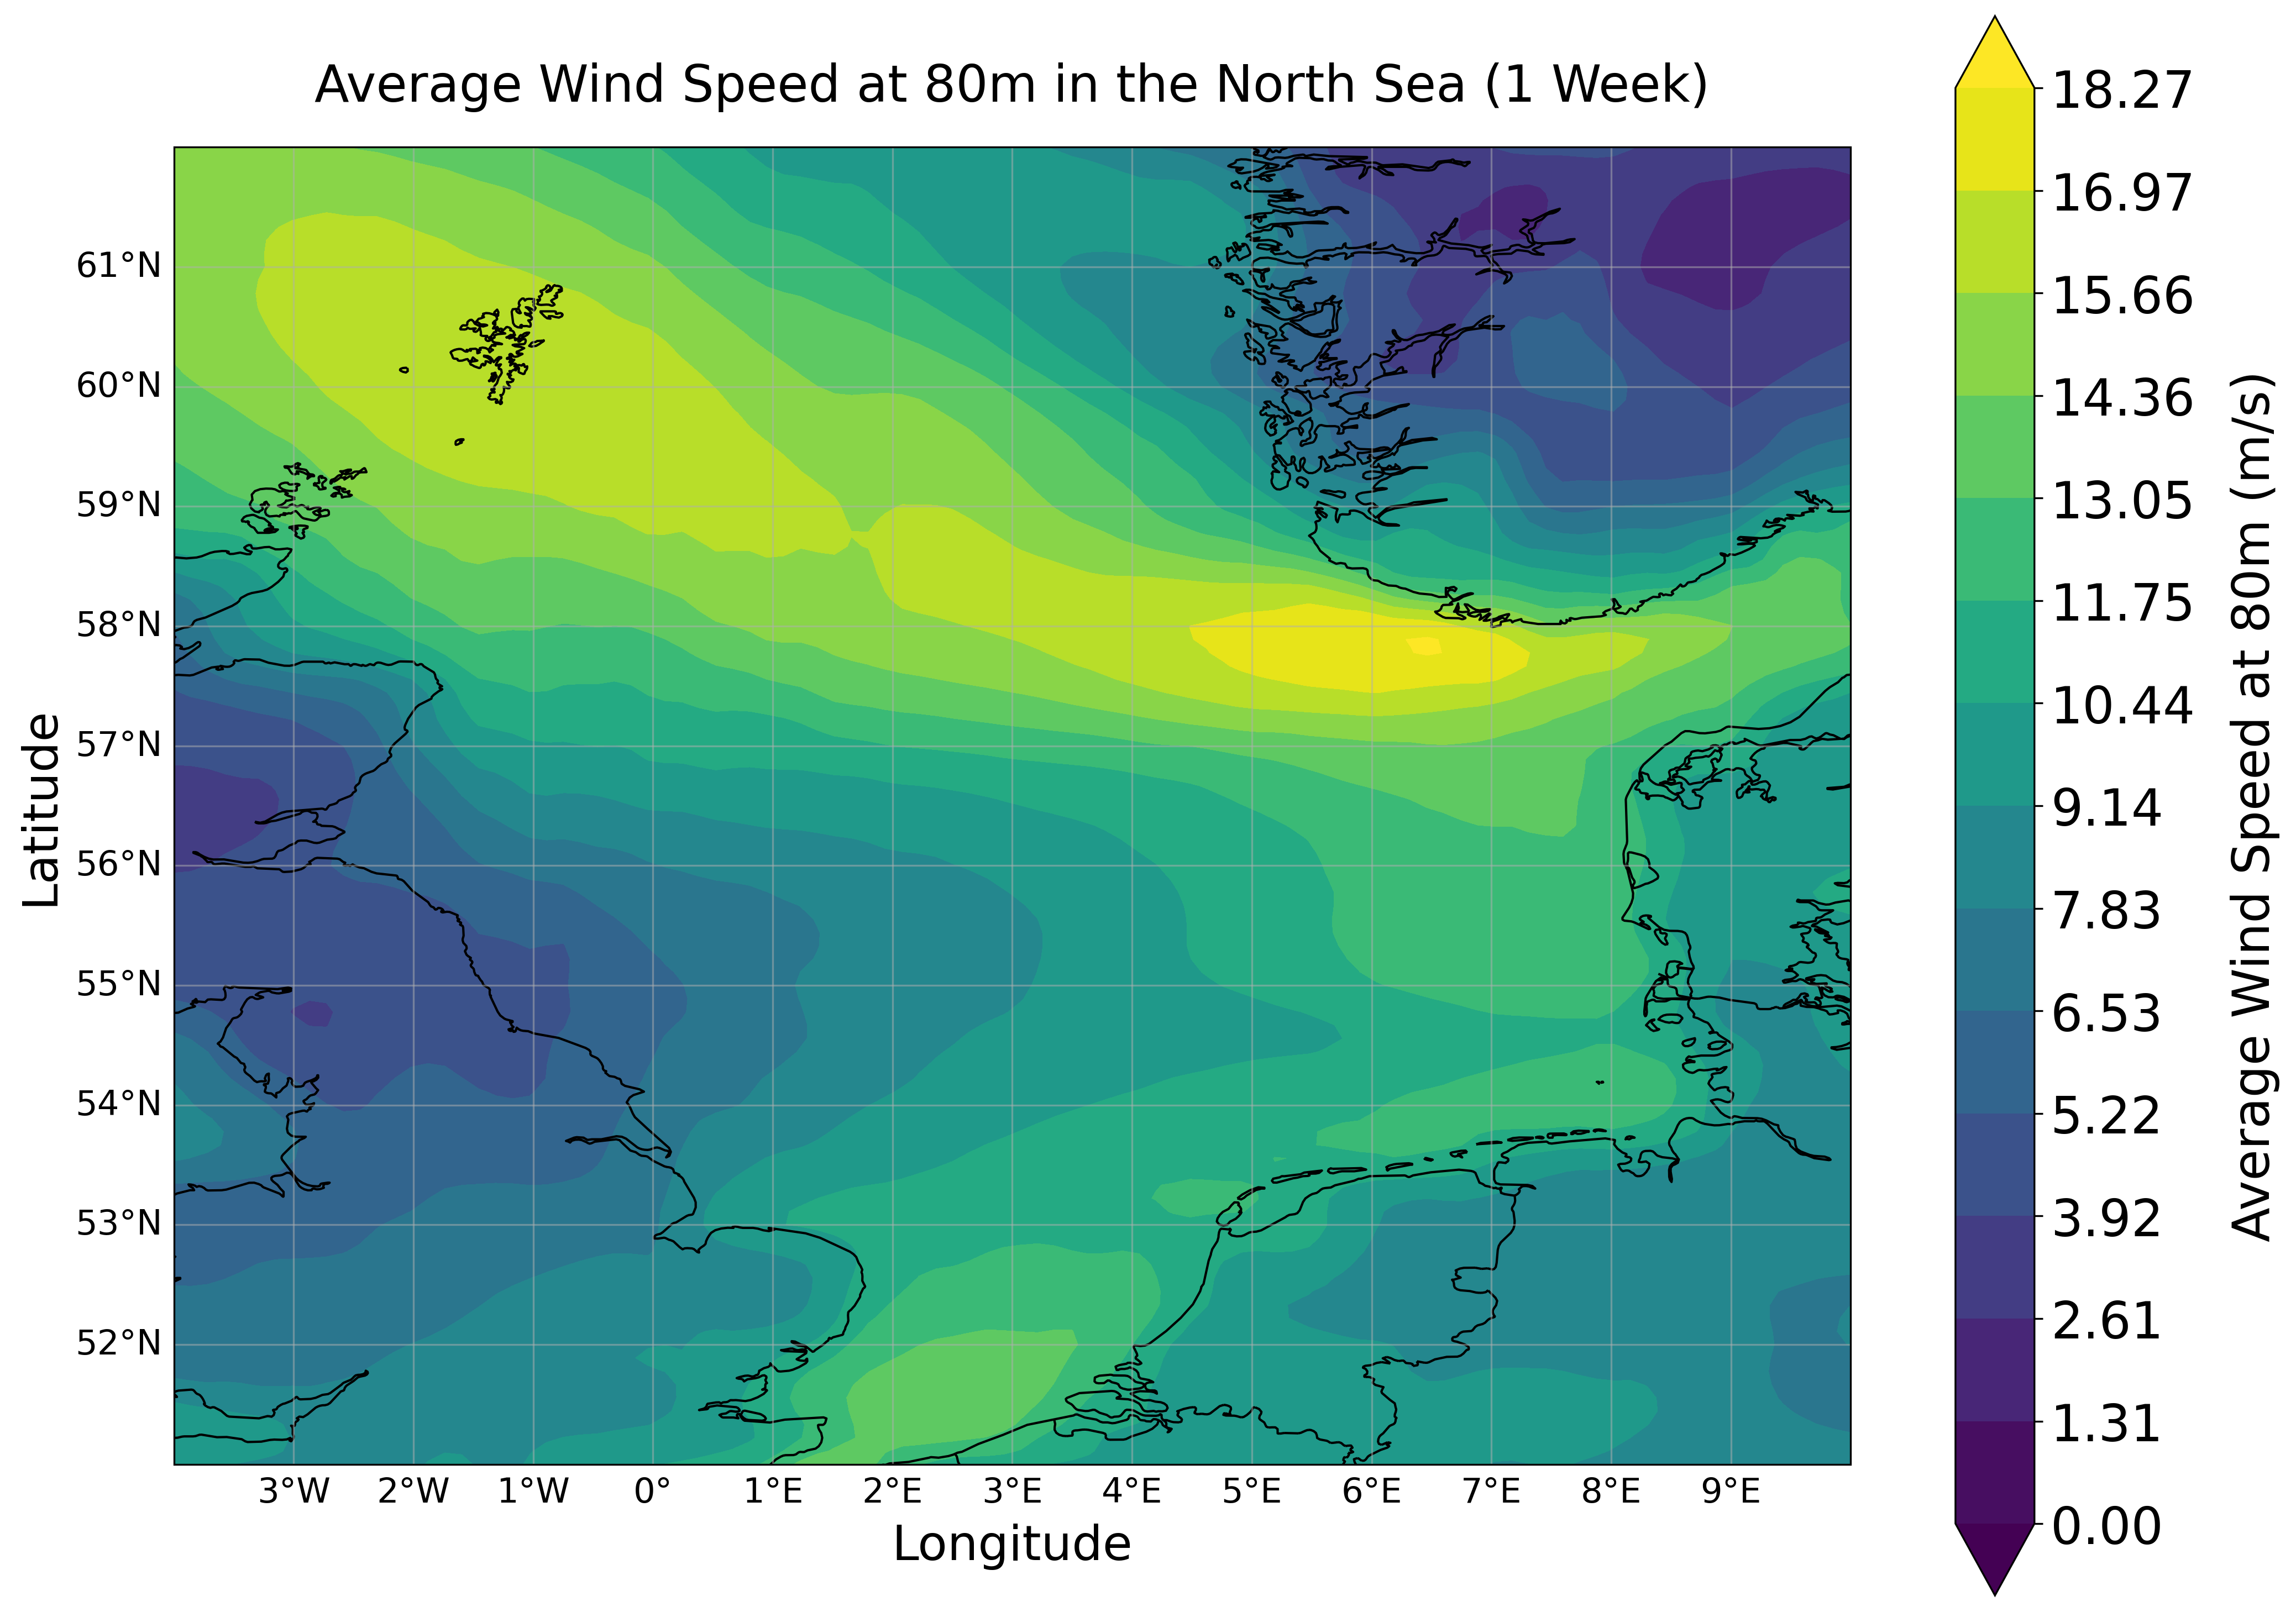 Average Wind Speed at 80m in the North Sea (1 Week)
61°N
60°N
59°N
58°N
57°N
56°N
55°N
54°N
53°N
52°N
Latitude
3°W
2°W
1°W
0°
1°E
2°E
3°E
4°E
5°E
6°E
7°E
8°E
9°E
Longitude
18.27
16.97
15.66
14.36
13.05
11.75
10.44
9.14
7.83
6.53
5.22
3.92
2.61
1.31
0.00
Average Wind Speed at 80m (m/s)